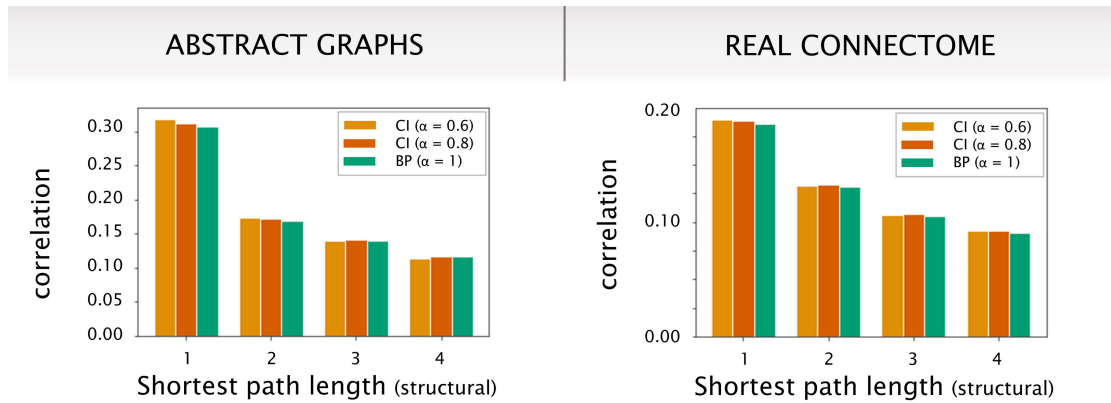 ABSTRACT GRAPHS
REAL CONNECTOME
correlation
0.30
0.25
0.20
0.15
0.10
0.05
0.00
CI (α = 0.6)
CI (α = 0.8)
BP (α = 1)
1 2 3 4
Shortest path length (structural)
correlation
0.20
0.10
0.00
CI (α = 0.6)
CI (α = 0.8)
BP (α = 1)
1 2 3 4
Shortest path length (structural)